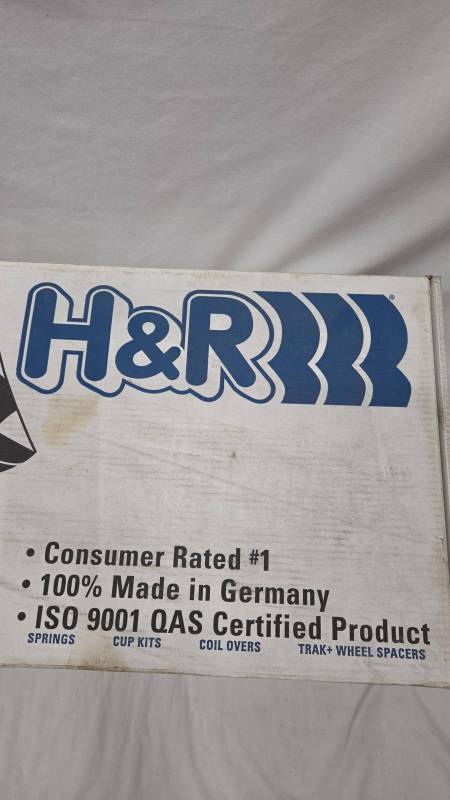 H&R®
• Consumer Rated #1
• 100% Made in Germany
• ISO 9001 QAS Certified Product
SPRINGS CUP KITS COIL OVERS TRAK+ WHEEL SPACERS